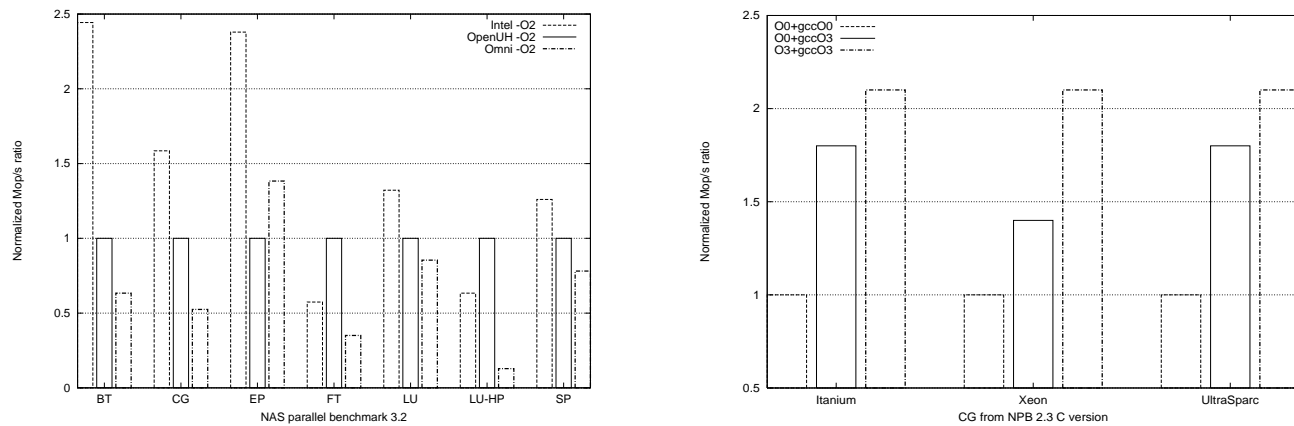 2.5
2
1.5
1
0.5
0
Normalized Mop/s ratio
Intel -O2
OpenUH -O2
Omni -O2
BT CG EP FT LU LU-HP SP
NAS parallel benchmark 3.2
2.5
2
1.5
1
0.5
Normalized Mop/s ratio
O0+gccO0
O0+gccO3
O3+gccO3
Itanium Xeon UltraSparc
CG from NPB 2.3 C version